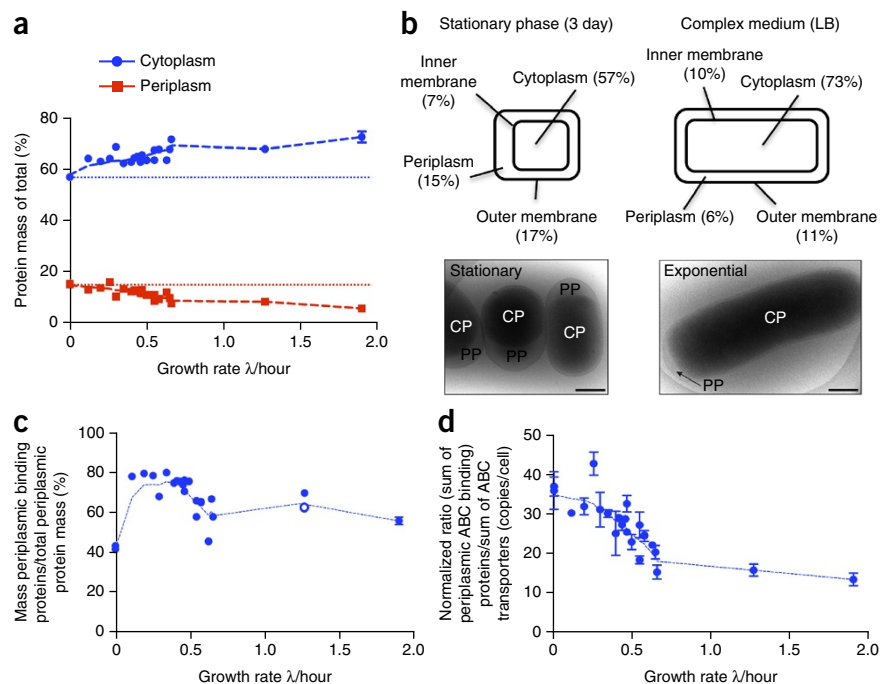 a
Cytoplasm
Periplasm
Protein mass of total (%)
80
60
40
20
0
0
0.5
1.0
1.5
2.0
Growth rate λ/hour
b
Stationary phase (3 day)
Complex medium (LB)
Inner
membrane
(7%)
Cytoplasm (57%)
Periplasm
(15%)
Outer membrane
(17%)
Inner membrane
(10%)
Cytoplasm (73%)
Periplasm (6%)
Outer membrane
(11%)
Stationary
PP
CP
CP
CP
PP
PP
Exponential
CP
PP
c
Mass periplasmic binding
proteins/total periplasmic
protein mass (%)
100
80
60
40
20
0
0
0.5
1.0
1.5
2.0
Growth rate λ/hour
d
Normalized ratio (sum of
periplasmic ABC binding)
proteins/sum of ABC
transporters (copies/cell)
50
40
30
20
10
0
0
0.5
1.0
1.5
2.0
Growth rate λ/hour